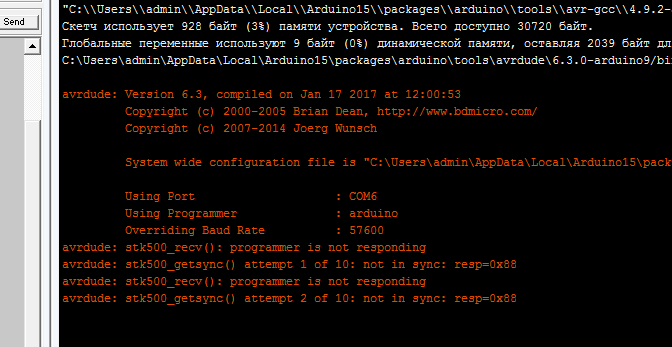 Send
"C:\\Users\\admin\\AppData\\Local\\Arduino15\\packages\\arduino\\tools\\avr-gcc\\4.9.2-
Скетч использует 928 байт (3%) памяти устройства. Всего доступно 30720 байт.
Глобальные переменные используют 9 байт (0%) динамической памяти, оставляя 2039 байт дл
C:\Users\admin\AppData\Local\Arduino15\packages\arduino\tools\avrdude\6.3.0-arduino9/bi
avrdude: Version 6.3, compiled on Jan 17 2017 at 12:00:53
Copyright (c) 2000-2005 Brian Dean, http://www.bdmicro.com/
Copyright (c) 2007-2014 Joerg Wunsch
System wide configuration file is "C:\Users\admin\AppData\Local\Arduino15\pack
Using Port : COM6
Using Programmer : arduino
Overriding Baud Rate : 57600
avrdude: stk500_recv(): programmer is not responding
avrdude: stk500_getsync() attempt 1 of 10: not in sync: resp=0x88
avrdude: stk500_recv(): programmer is not responding
avrdude: stk500_getsync() attempt 2 of 10: not in sync: resp=0x88